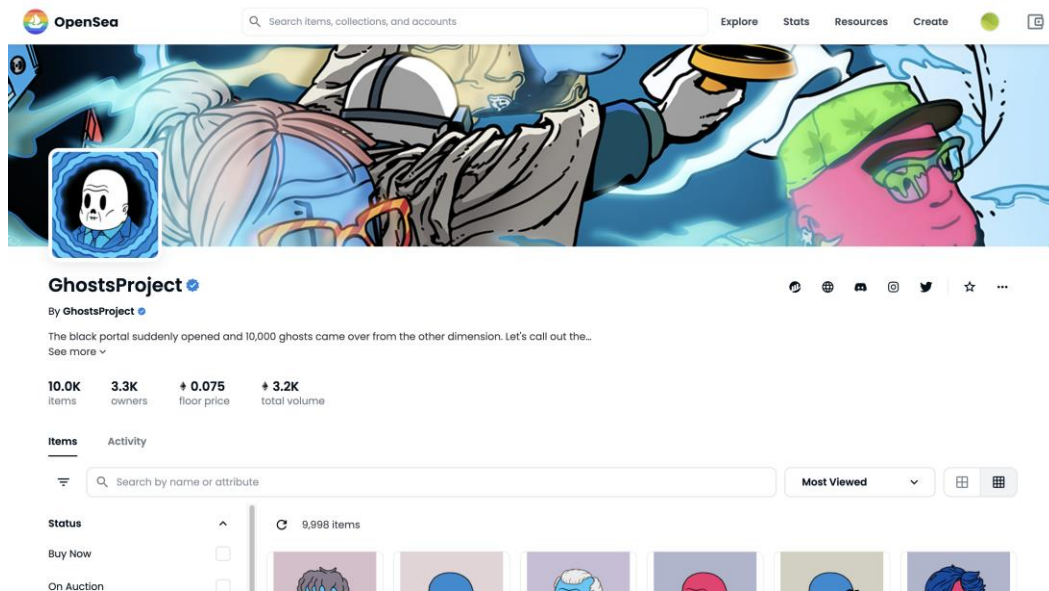 OpenSea
Search items, collections, and accounts
Explore Stats Resources Create
GhostsProject
By GhostsProject
The black portal suddenly opened and 10,000 ghosts came over from the other dimension. Let's call out the...
See more
10.0K 3.3K 0.075 3.2K
items owners floor price total volume
Items Activity
Search by name or attribute
Most Viewed
Status
9,998 items
Buy Now
On Auction